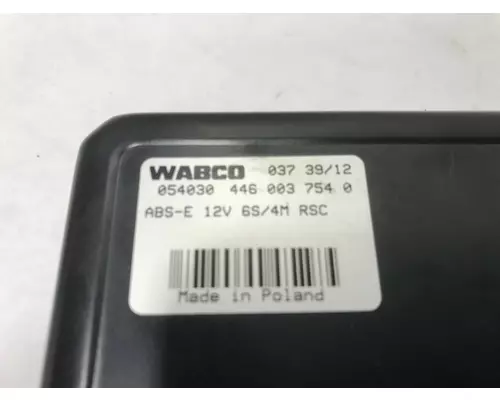 WABCO 037 39/12
054030 446 003 754 0
ABS-E 12V 6S/4M RSC
Made in Poland